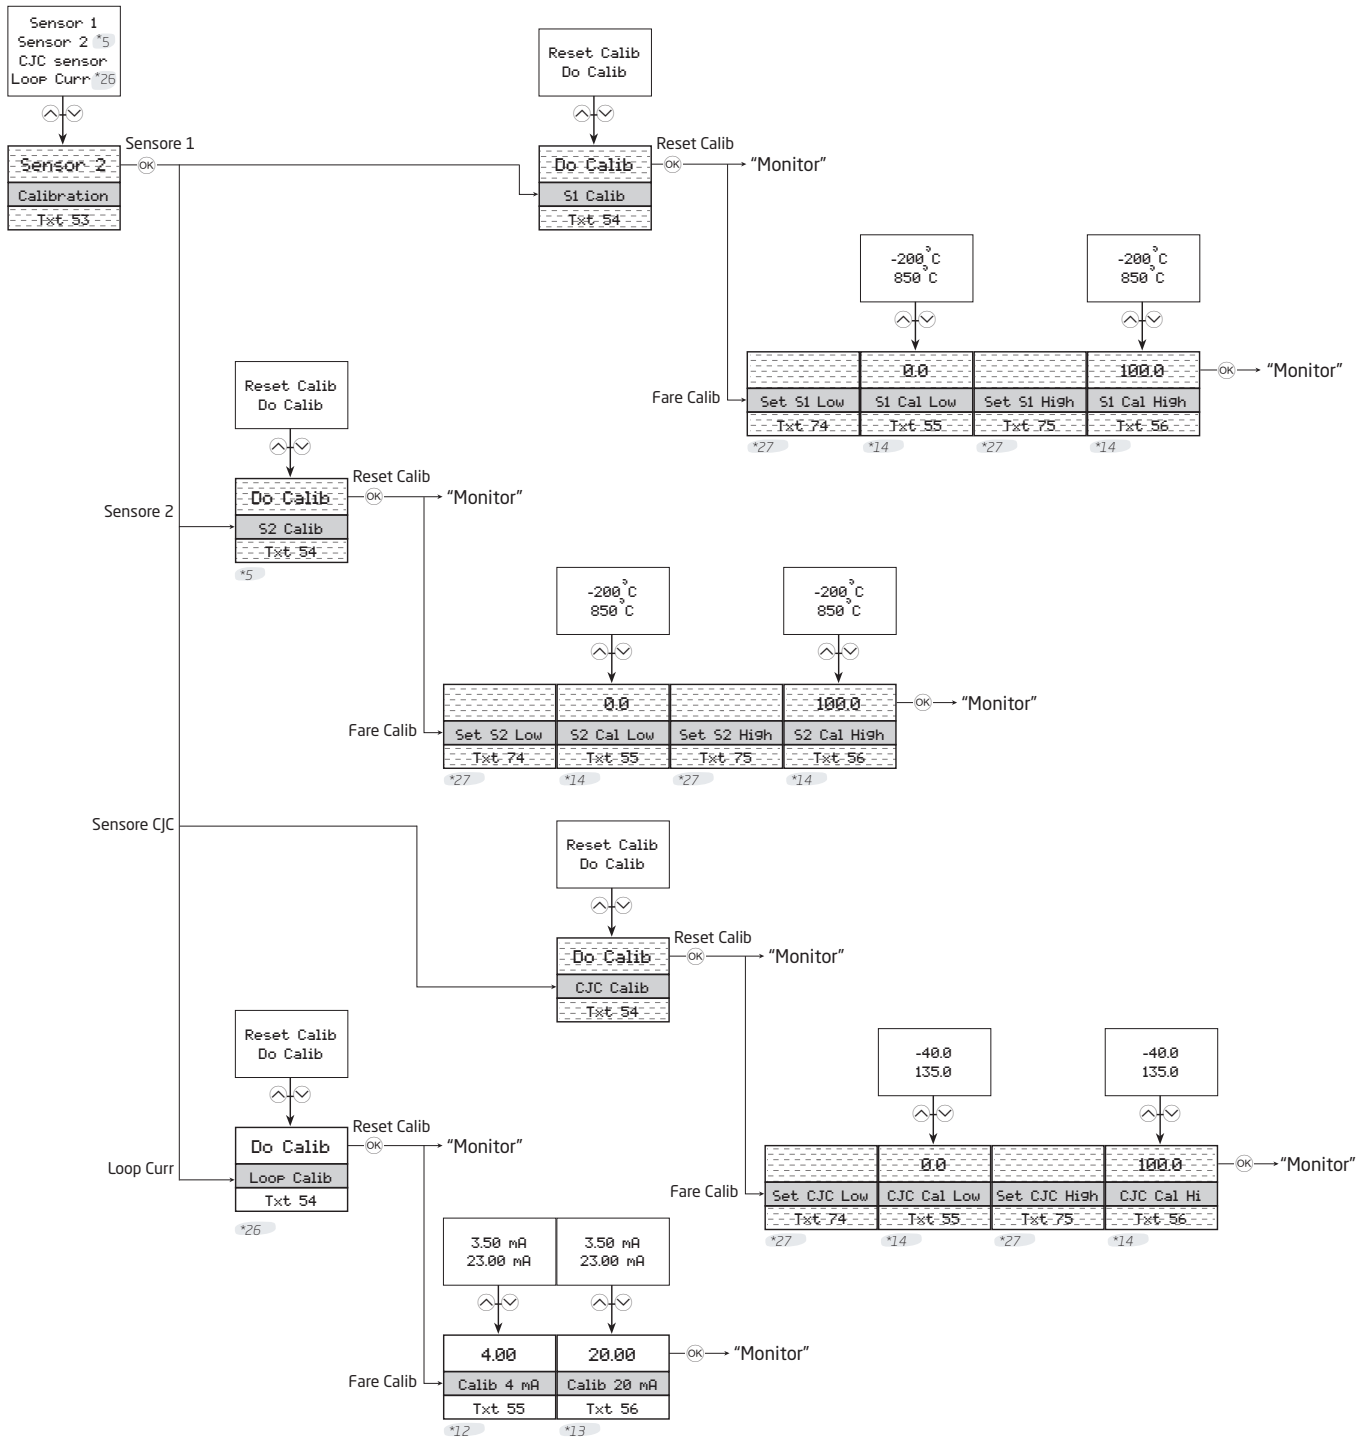 Sensor 1
Sensor 2 *5
CJC sensor
Loop Curr *26
Sensor 2
Calibration
Txt 53
Sensore 1
OK
Reset Calib
Do Calib
Do Calib
S1 Calib
Txt 54
Reset Calib
OK
"Monitor"
-200°C
850°C
-200°C
850°C
Fare Calib
0.0
100.0
Set S1 Low
S1 Cal Low
Set S1 High
S1 Cal High
Txt 74
Txt 55
Txt 75
Txt 56
*27
*14
*27
*14
OK
"Monitor"
Sensore 2
Reset Calib
Do Calib
Do Calib
S2 Calib
Txt 54
*5
Reset Calib
OK
"Monitor"
-200°C
850°C
-200°C
850°C
Fare Calib
0.0
100.0
Set S2 Low
S2 Cal Low
Set S2 High
S2 Cal High
Txt 74
Txt 55
Txt 75
Txt 56
*27
*14
*27
*14
OK
"Monitor"
Sensore CJC
Reset Calib
Do Calib
Do Calib
CJC Calib
Txt 54
Reset Calib
OK
"Monitor"
-40.0
135.0
-40.0
135.0
Fare Calib
0.0
100.0
Set CJC Low
CJC Cal Low
Set CJC High
CJC Cal Hi
Txt 74
Txt 55
Txt 75
Txt 56
*27
*14
*27
*14
OK
"Monitor"
Loop Curr
Reset Calib
Do Calib
Do Calib
Loop Calib
Txt 54
*26
Reset Calib
OK
"Monitor"
3.50 mA
23.00 mA
3.50 mA
23.00 mA
Fare Calib
4.00
20.00
Calib 4 mA
Calib 20 mA
Txt 55
Txt 56
*12
*13
OK
"Monitor"